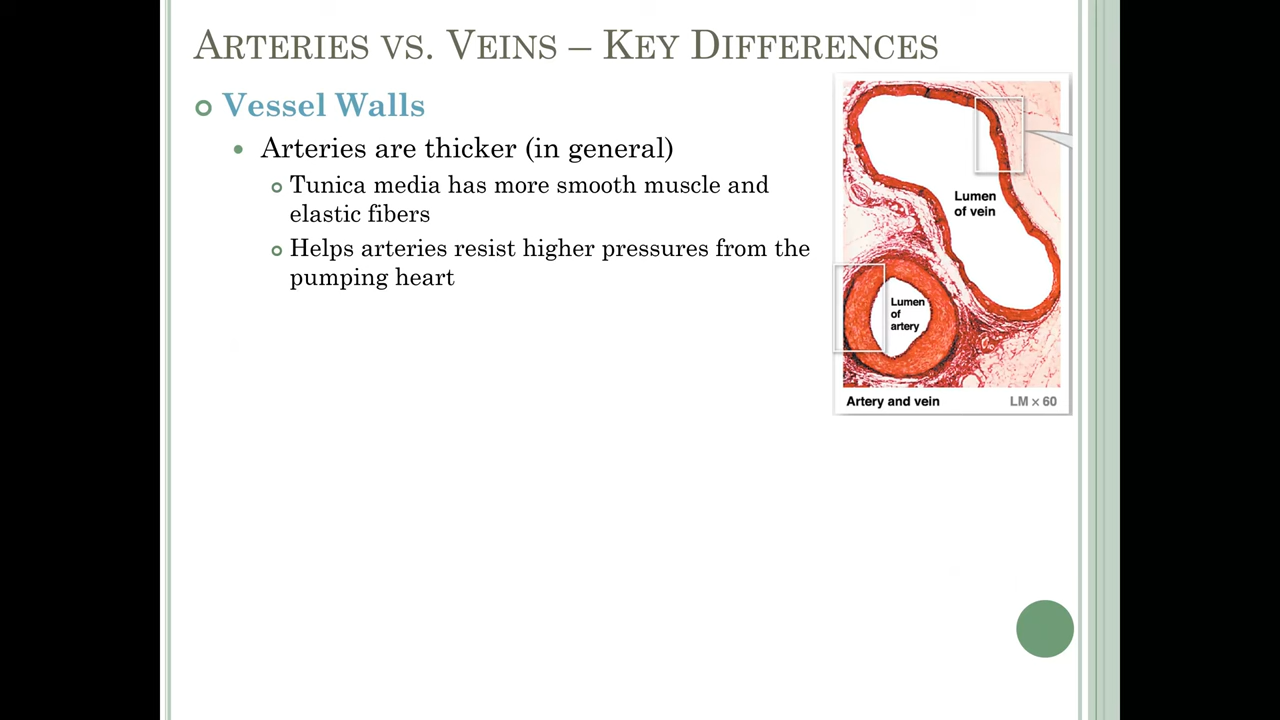 ARTERIES VS. VEINS – KEY DIFFERENCES
Vessel Walls
Arteries are thicker (in general)
Tunica media has more smooth muscle and
elastic fibers
Helps arteries resist higher pressures from the
pumping heart
Lumen
of vein
Lumen
of
artery
Artery and vein
LM × 60